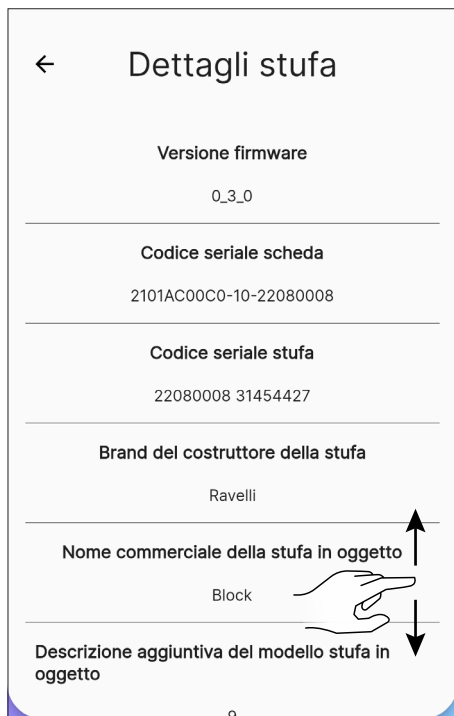 Dettagli stufa
Versione firmware
0_3_0
Codice seriale scheda
2101AC00C0-10-22080008
Codice seriale stufa
22080008 31454427
Brand del costruttore della stufa
Ravelli
Nome commerciale della stufa in oggetto
Block
Descrizione aggiuntiva del modello stufa in
oggetto